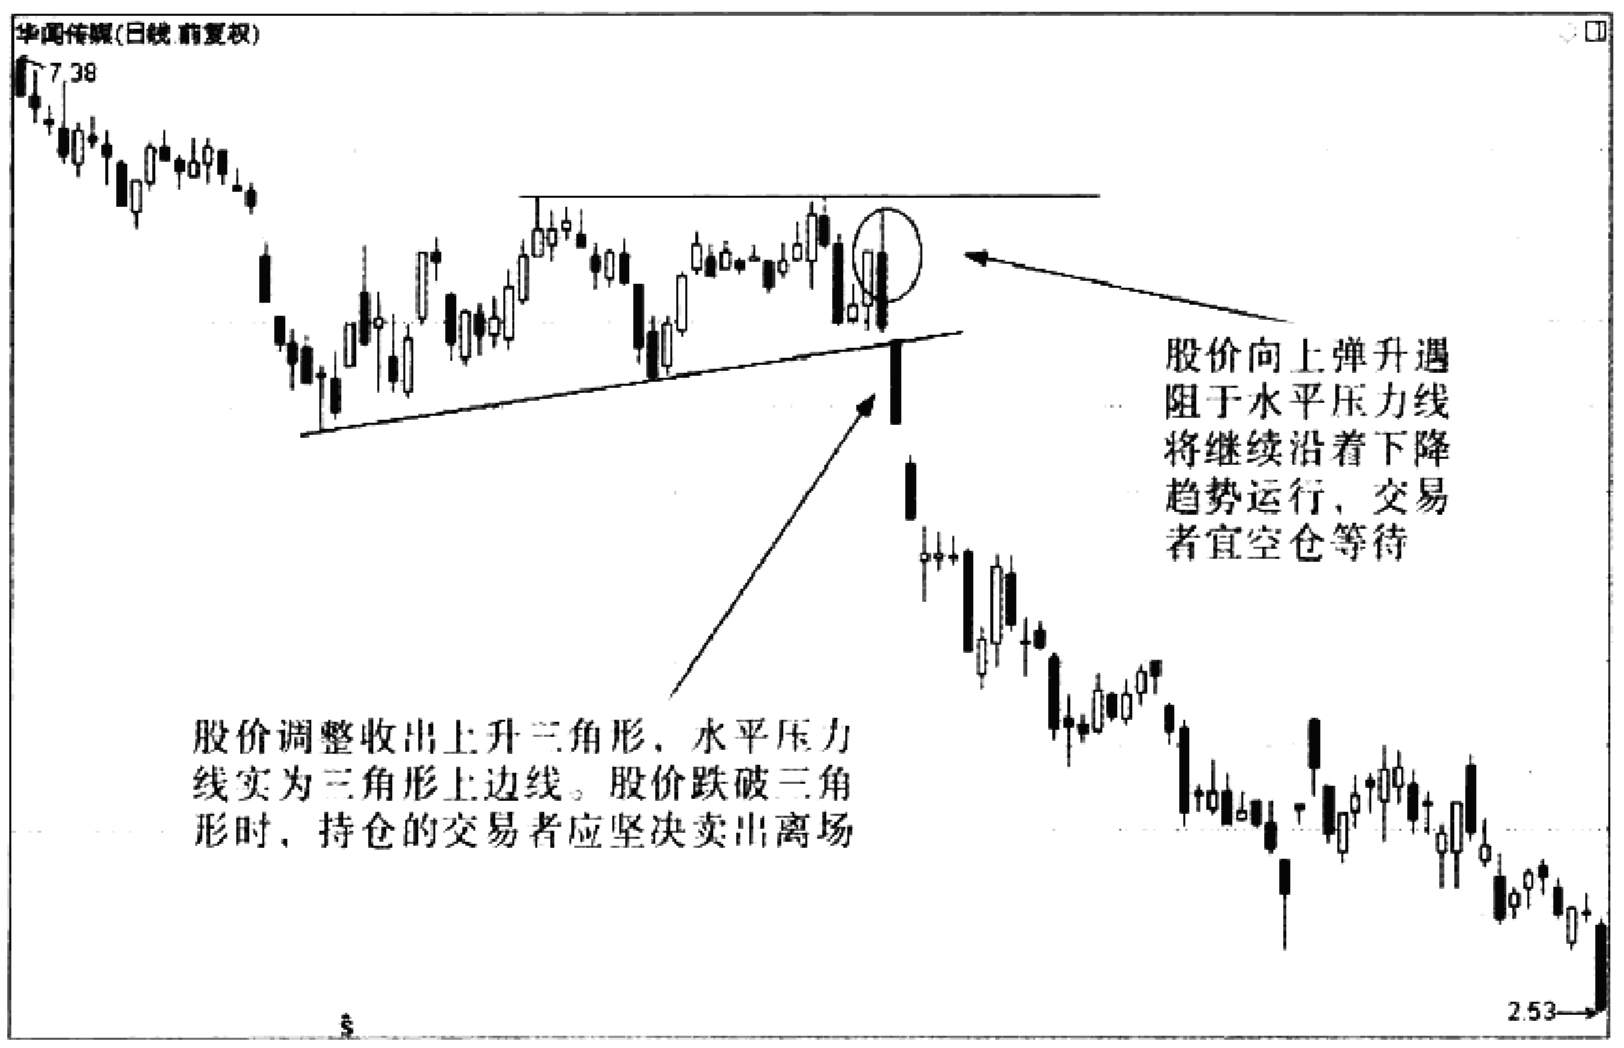 华闻传媒(日线.前复权)
7.38
股价向上弹升遇
阻于水平压力线
将继续沿着下降
趋势运行，交易
者宜空仓等待
股价调整收出上升三角形，水平压力
线实为三角形上边线。股价跌破三角
形时，持仓的交易者应坚决卖出离场
2.53
$